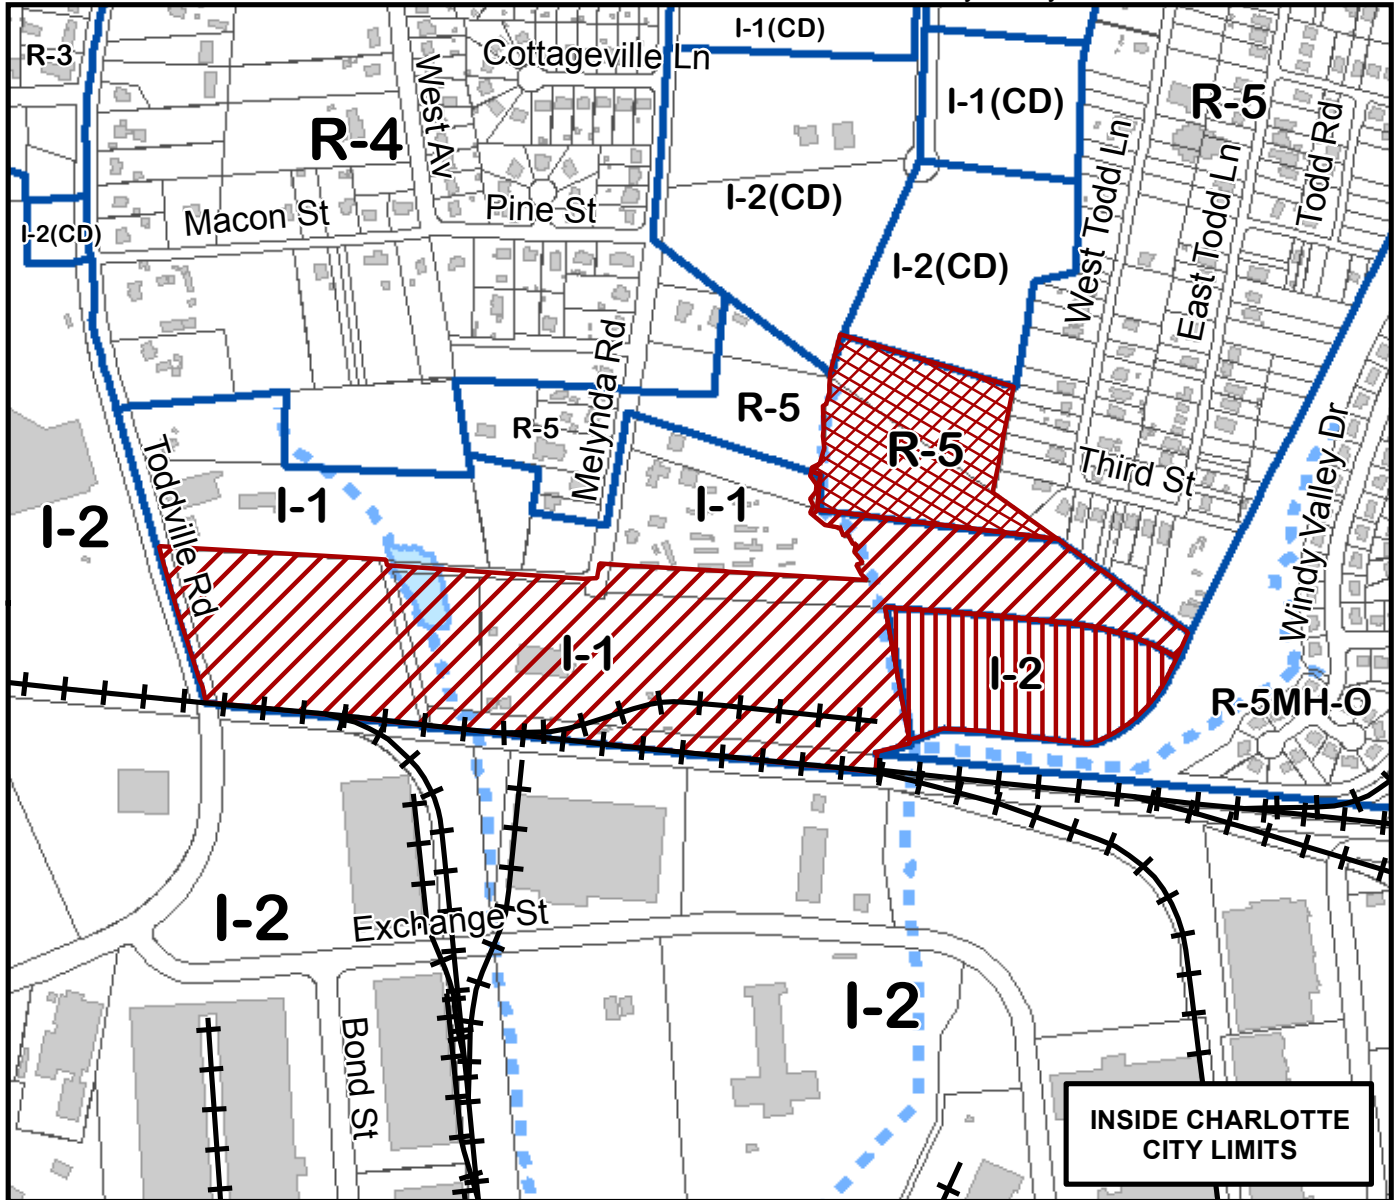 I-1(CD)
R-3
Cottageville Ln
West Av
I-1(CD)
R-5
R-4
Todd Rd
West Todd Ln
East Todd Ln
I-2(CD)
Pine St
Macon St
I-2(CD)
I-2(CD)
Melynda Rd
R-5
R-5
R-5
Windy Valley Dr
Third St
Toddville Rd
I-1
I-1
I-2
I-1
I-2
R-5MH-O
I-2
Exchange St
I-2
Bond St
INSIDE CHARLOTTE
CITY LIMITS